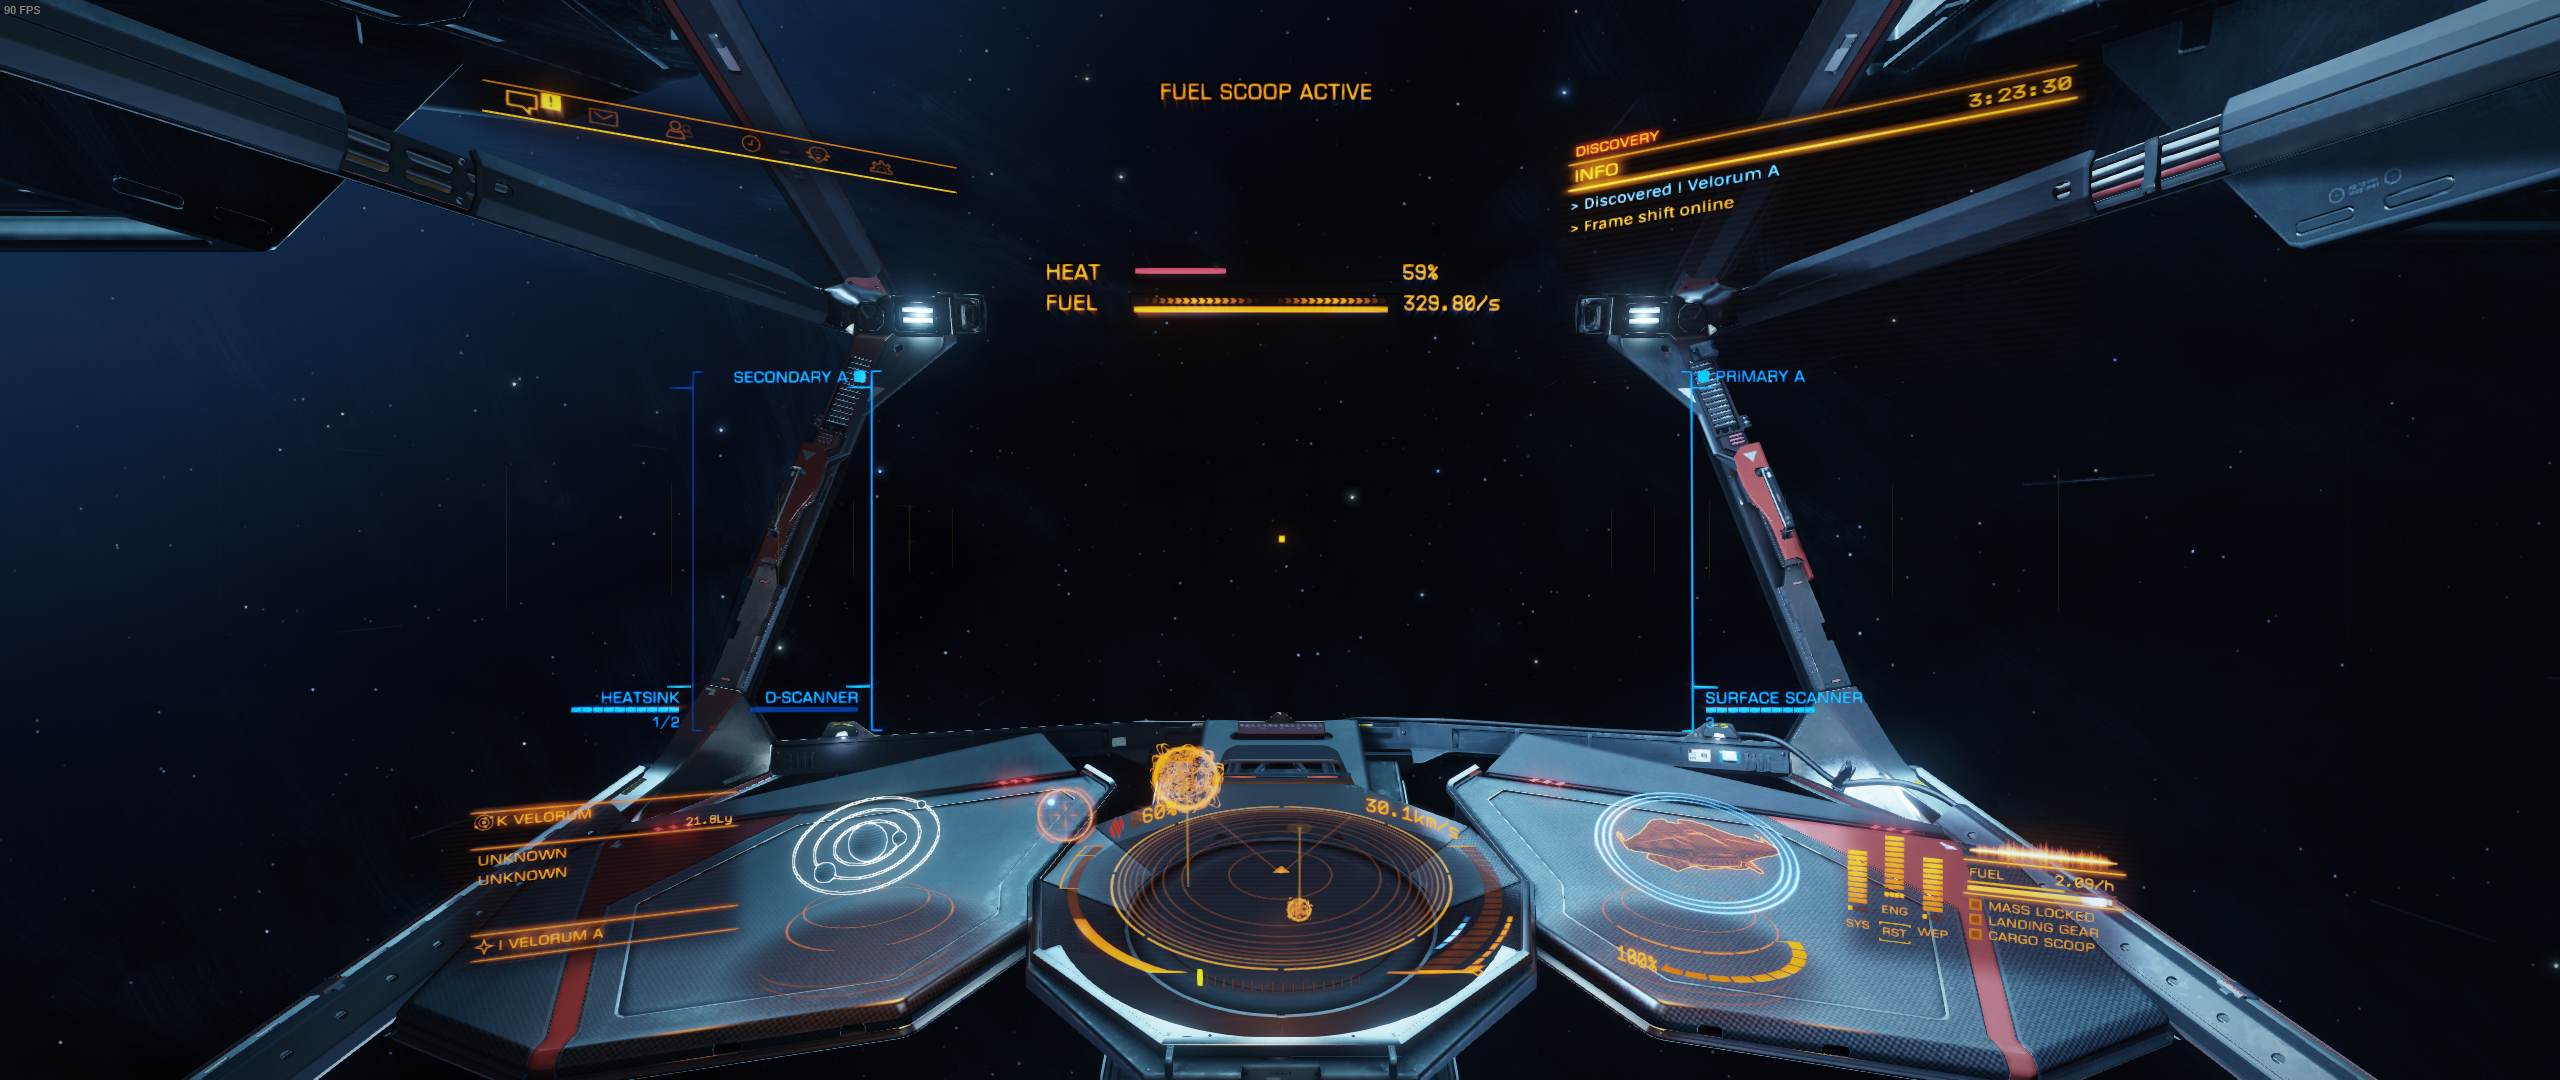 90 FPS
FUEL SCOOP ACTIVE
3:23:30
DISCOVERY
INFO
> Discovered I Velorum A
> Frame shift online
HEAT 59%
FUEL 329.80/s
SECONDARY A
PRIMARY A
HEATSINK
1/2
D-SCANNER
SURFACE SCANNER
3
K VELORUM
21.8Ly
UNKNOWN
UNKNOWN
I VELORUM A
60%
30.1km/s
SYS
ENG
RST
WEP
100%
FUEL
2.09/h
MASS LOCKED
LANDING GEAR
CARGO SCOOP